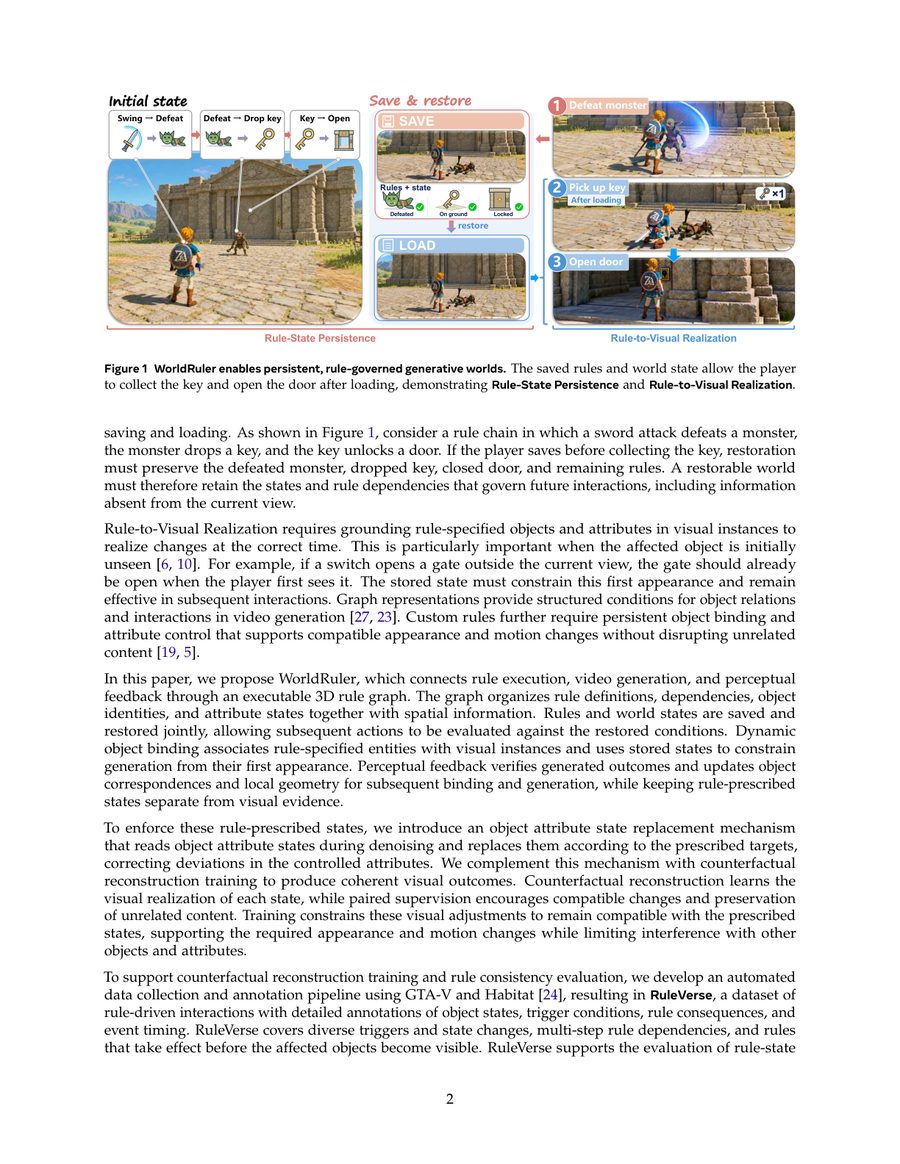 Initial state
Swing → Defeat
Defeat → Drop key
Key → Open
Save & restore
SAVE
Rules + state
Defeated
On ground
Locked
restore
LOAD
1 Defeat monster
2 Pick up key
After loading
×1
3 Open door
Rule-State Persistence
Rule-to-Visual Realization
Figure 1 WorldRuler enables persistent, rule-governed generative worlds. The saved rules and world state allow the player
to collect the key and open the door after loading, demonstrating Rule-State Persistence and Rule-to-Visual Realization.
saving and loading. As shown in Figure 1, consider a rule chain in which a sword attack defeats a monster,
the monster drops a key, and the key unlocks a door. If the player saves before collecting the key, restoration
must preserve the defeated monster, dropped key, closed door, and remaining rules. A restorable world
must therefore retain the states and rule dependencies that govern future interactions, including information
absent from the current view.
Rule-to-Visual Realization requires grounding rule-specified objects and attributes in visual instances to
realize changes at the correct time. This is particularly important when the affected object is initially
unseen [6, 10]. For example, if a switch opens a gate outside the current view, the gate should already
be open when the player first sees it. The stored state must constrain this first appearance and remain
effective in subsequent interactions. Graph representations provide structured conditions for object relations
and interactions in video generation [27, 23]. Custom rules further require persistent object binding and
attribute control that supports compatible appearance and motion changes without disrupting unrelated
content [19, 5].
In this paper, we propose WorldRuler, which connects rule execution, video generation, and perceptual
feedback through an executable 3D rule graph. The graph organizes rule definitions, dependencies, object
identities, and attribute states together with spatial information. Rules and world states are saved and
restored jointly, allowing subsequent actions to be evaluated against the restored conditions. Dynamic
object binding associates rule-specified entities with visual instances and uses stored states to constrain
generation from their first appearance. Perceptual feedback verifies generated outcomes and updates object
correspondences and local geometry for subsequent binding and generation, while keeping rule-prescribed
states separate from visual evidence.
To enforce these rule-prescribed states, we introduce an object attribute state replacement mechanism
that reads object attribute states during denoising and replaces them according to the prescribed targets,
correcting deviations in the controlled attributes. We complement this mechanism with counterfactual
reconstruction training to produce coherent visual outcomes. Counterfactual reconstruction learns the
visual realization of each state, while paired supervision encourages compatible changes and preservation
of unrelated content. Training constrains these visual adjustments to remain compatible with the prescribed
states, supporting the required appearance and motion changes while limiting interference with other
objects and attributes.
To support counterfactual reconstruction training and rule consistency evaluation, we develop an automated
data collection and annotation pipeline using GTA-V and Habitat [24], resulting in RuleVerse, a dataset of
rule-driven interactions with detailed annotations of object states, trigger conditions, rule consequences, and
event timing. RuleVerse covers diverse triggers and state changes, multi-step rule dependencies, and rules
that take effect before the affected objects become visible. RuleVerse supports the evaluation of rule-state
2